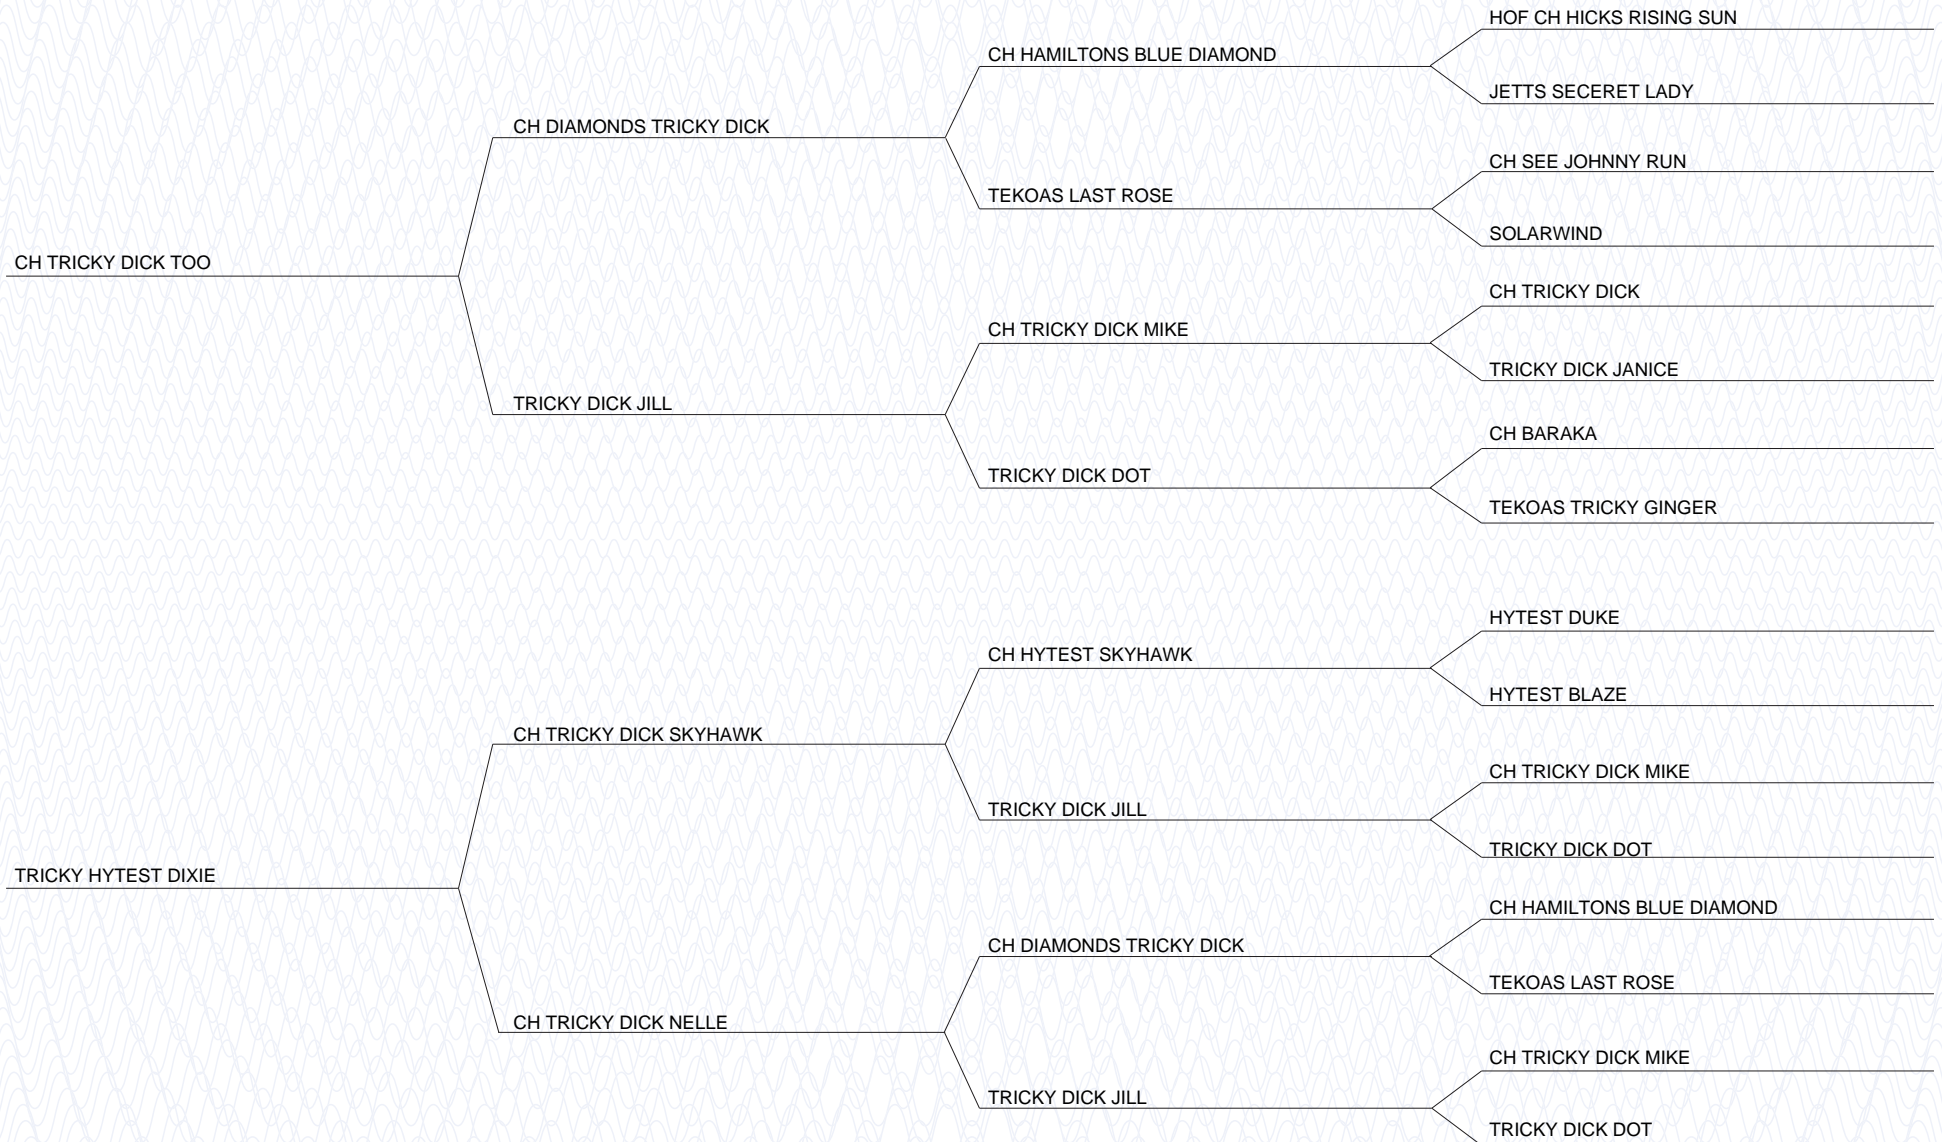 HOF CH HICKS RISING SUN
CH HAMILTONS BLUE DIAMOND
JETTS SECERET LADY
CH DIAMONDS TRICKY DICK
CH SEE JOHNNY RUN
TEKOAS LAST ROSE
SOLARWIND
CH TRICKY DICK TOO
CH TRICKY DICK
CH TRICKY DICK MIKE
TRICKY DICK JANICE
TRICKY DICK JILL
CH BARAKA
TRICKY DICK DOT
TEKOAS TRICKY GINGER
HYTEST DUKE
CH HYTEST SKYHAWK
HYTEST BLAZE
CH TRICKY DICK SKYHAWK
CH TRICKY DICK MIKE
TRICKY DICK JILL
TRICKY DICK DOT
TRICKY HYTEST DIXIE
CH HAMILTONS BLUE DIAMOND
CH DIAMONDS TRICKY DICK
TEKOAS LAST ROSE
CH TRICKY DICK NELLE
CH TRICKY DICK MIKE
TRICKY DICK JILL
TRICKY DICK DOT